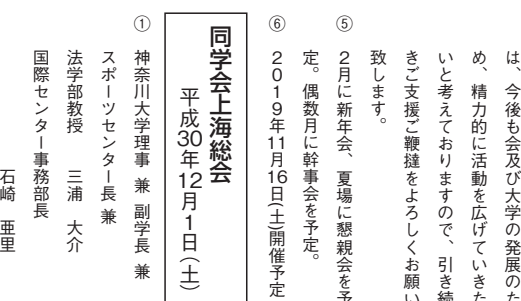 は、今後も会及び大学の発展のた
め、精力的に活動を広げていきた
いと考えておりますので、引き続
きご支援ご鞭撻をよろしくお願い
致します。
⑤ 2月に新年会、夏場に懇親会を予
定。偶数月に幹事会を予定。
⑥ 2019年11月16日(土)開催予定
同学会上海総会
平成30年12月1日(土)
① 神奈川大学理事 兼 副学長 兼
スポーツセンター長 兼
法学部教授 三浦 大介
国際センター事務部長
石崎 亜里